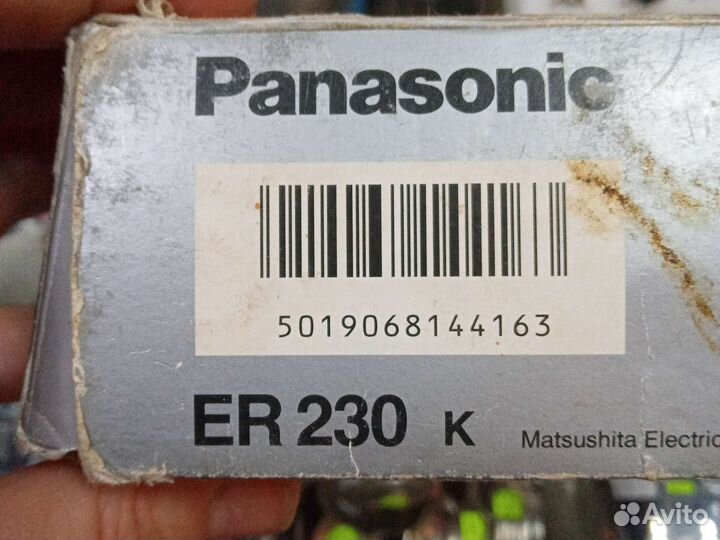 Panasonic
5019068144163
ER 230 K Matsushita Electric
Avito